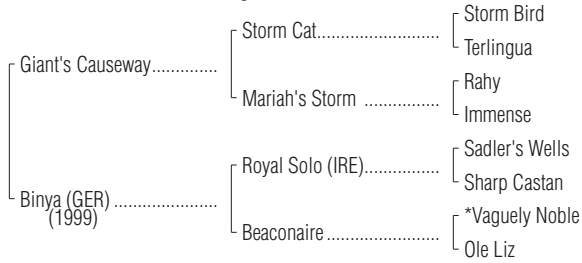 Storm Bird
Storm Cat....................
Terlingua
Giant's Causeway..............
Rahy
Mariah's Storm .................
Immense
Sadler's Wells
Royal Solo (IRE).................
Sharp Castan
Binya (GER) ......................
(1999)
*Vaguely Noble
Beaconaire .........................
Ole Liz